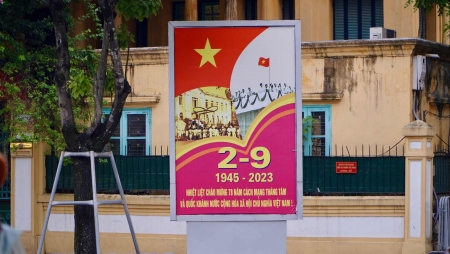 2-9
1945 - 2023
NHIỆT LIỆT CHÀO MỪNG 78 NĂM CÁCH MẠNG THÁNG TÁM
VÀ QUỐC KHÁNH NƯỚC CỘNG HÒA XÃ HỘI CHỦ NGHĨA VIỆT NAM !